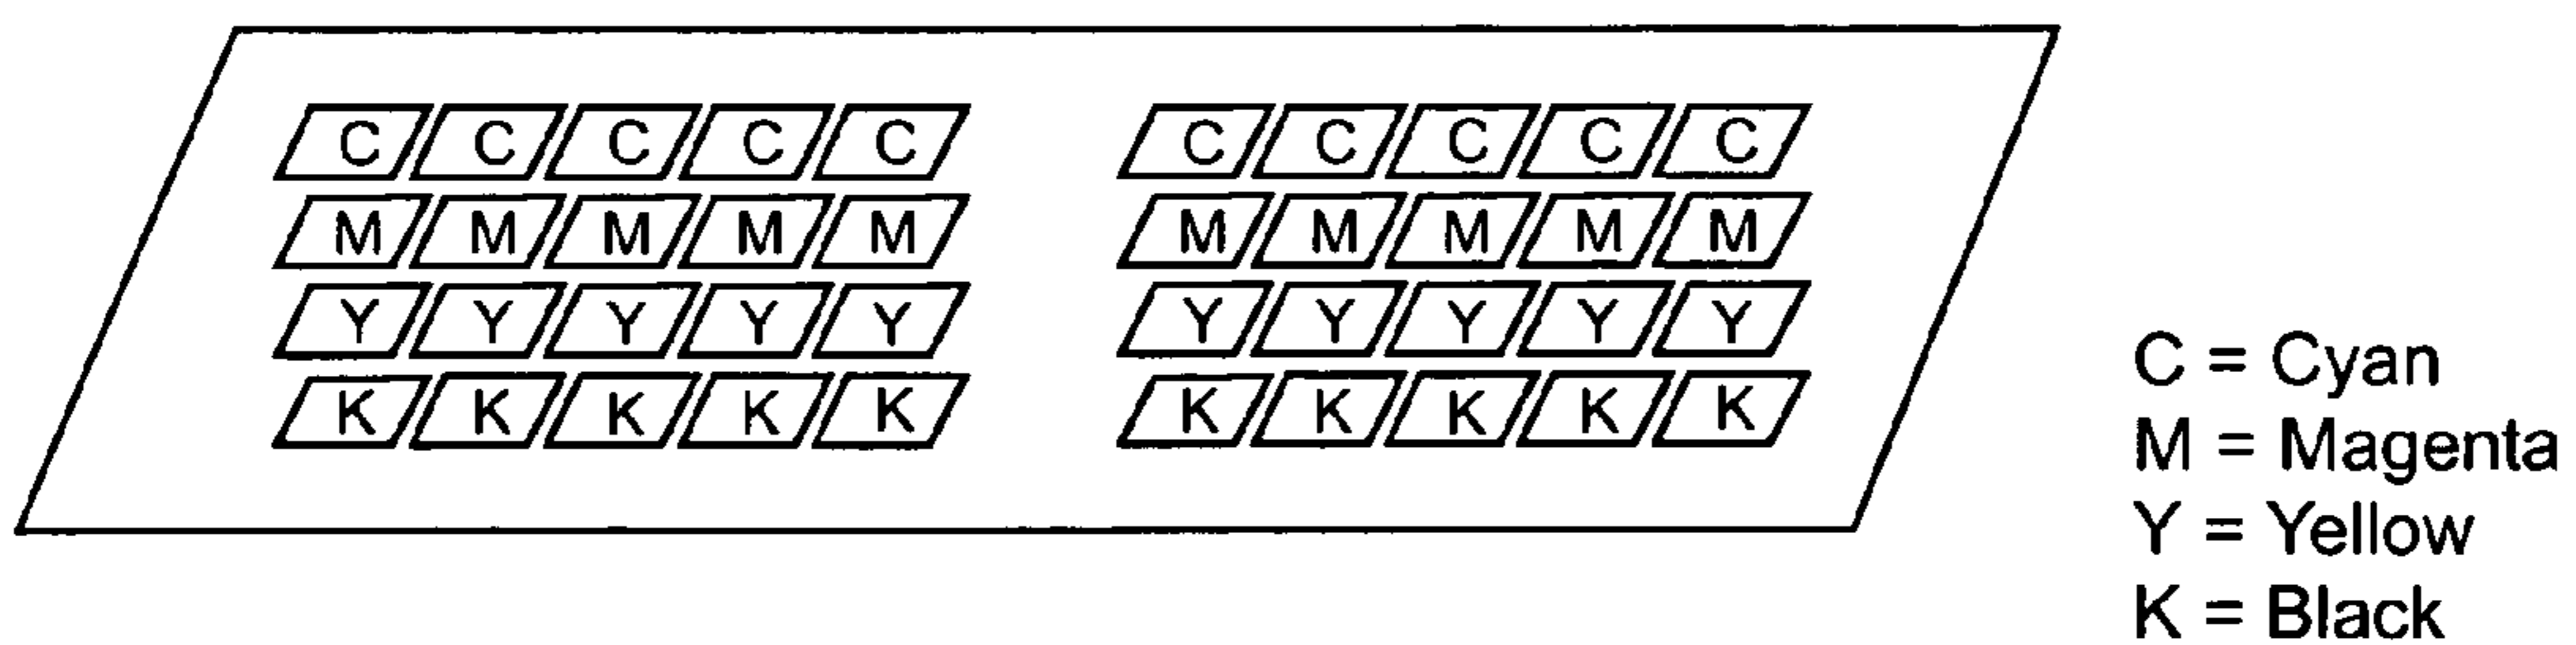 C C C C C C C C C C
M M M M M M M M M M
Y Y Y Y Y Y Y Y Y Y
K K K K K K K K K K
C = Cyan
M = Magenta
Y = Yellow
K = Black